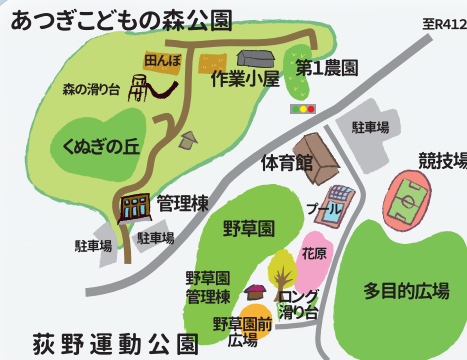 あつぎこどもの森公園
至R412
田んぼ
作業小屋
第1農園
森の滑り台
くぬぎの丘
駐車場
体育館
競技場
管理棟
プール
駐車場
駐車場
野草園
花原
野草園
管理棟
ロング
滑り台
多目的広場
野草園前
広場
荻野運動公園